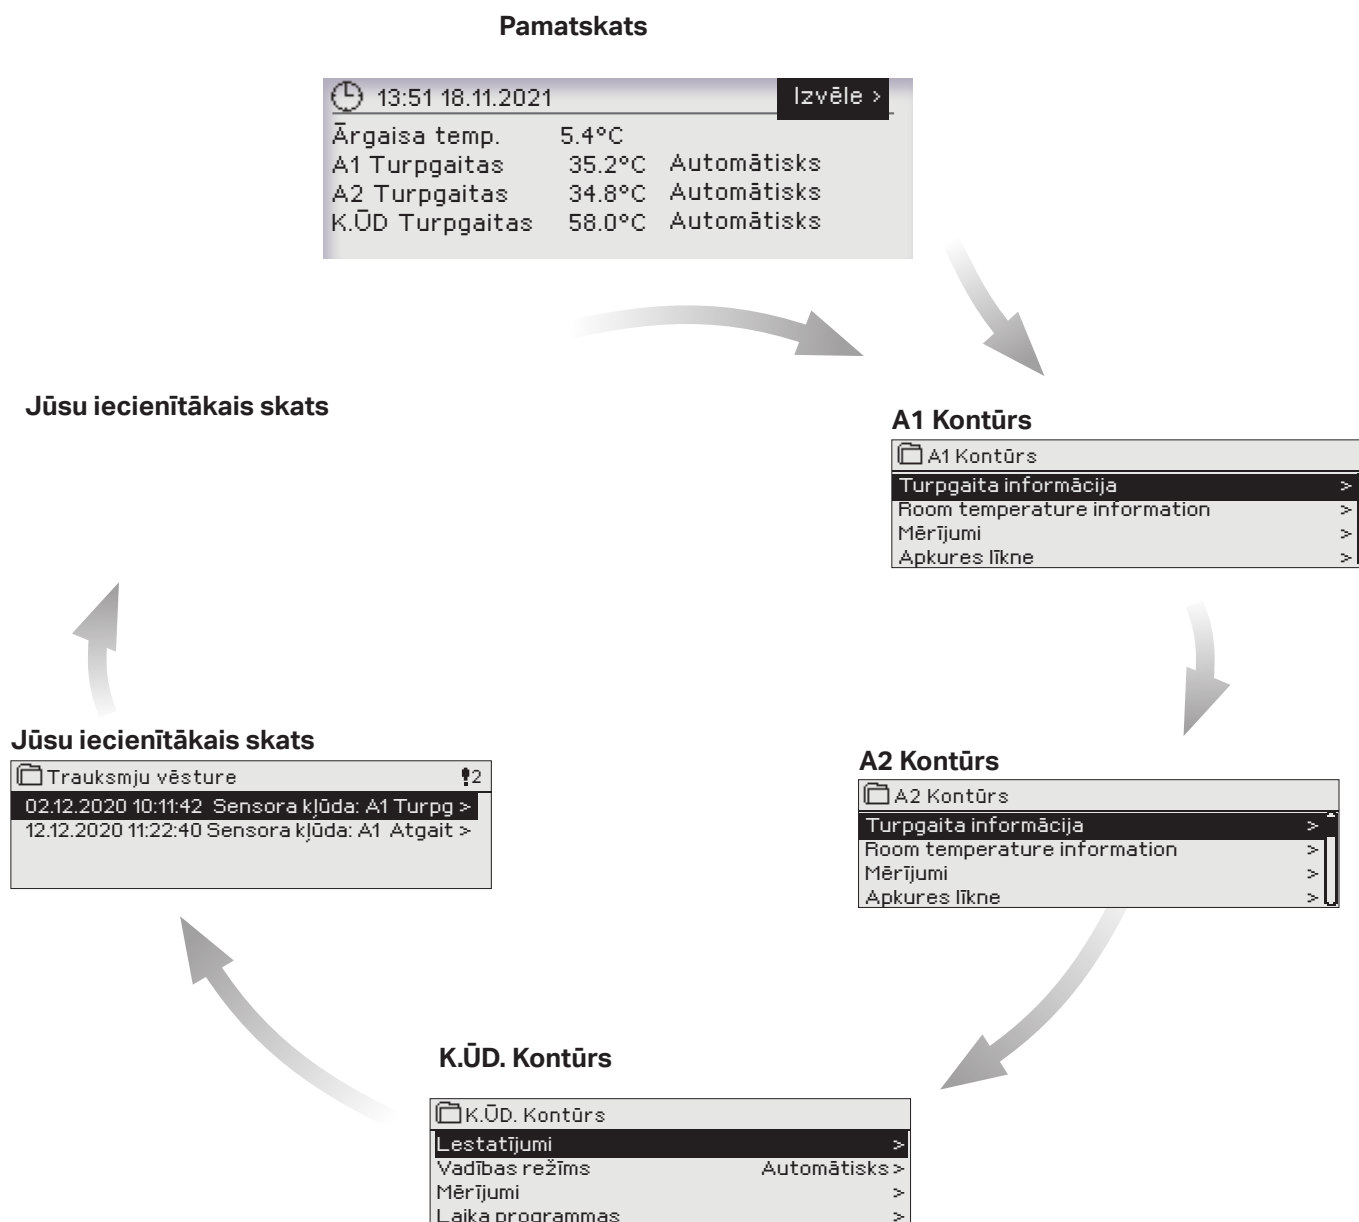 Pamatskats
13:51 18.11.2021 Izvēle >
Ārgaisa temp. 5.4°C
A1 Turpgaitas 35.2°C Automātisks
A2 Turpgaitas 34.8°C Automātisks
K.ŪD Turpgaitas 58.0°C Automātisks
Jūsu iecienītākais skats
A1 Kontūrs
A1 Kontūrs
Turpgaita informācija >
Room temperature information >
Mērījumi >
Apkures līkne >
Jūsu iecienītākais skats
Trauksmju vēsture 2
02.12.2020 10:11:42 Sensora kļūda: A1 Turpg >
12.12.2020 11:22:40 Sensora kļūda: A1 Atgait >
A2 Kontūrs
A2 Kontūrs
Turpgaita informācija >
Room temperature information >
Mērījumi >
Apkures līkne >
K.ŪD. Kontūrs
K.ŪD. Kontūrs
Lestatījumi >
Vadības režīms Automātisks >
Mērījumi >
Laika programmas >